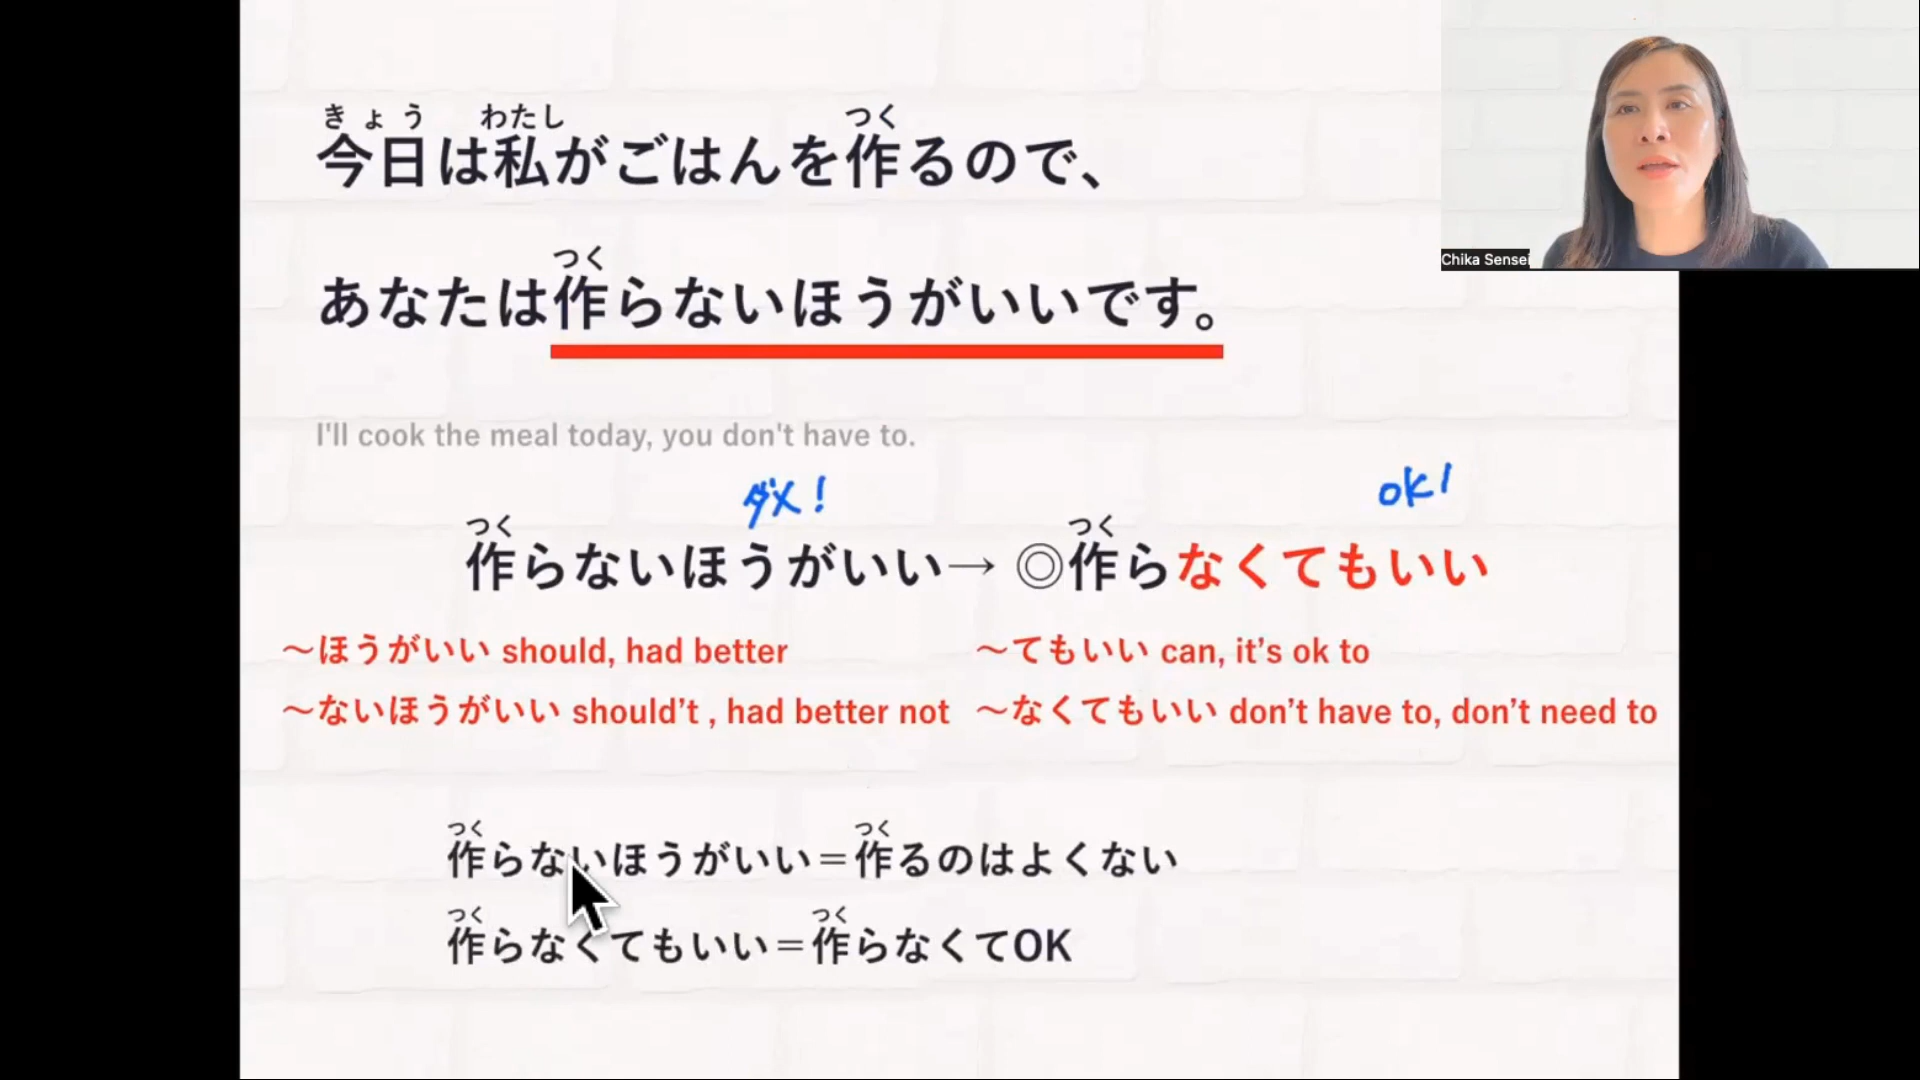 きょう わたし つく
今日は私がごはんを作るので、
つく
あなたは作らないほうがいいです。
I'll cook the meal today, you don't have to.
ダメ! OK!
つく つく
作らないほうがいい→ ◎作らなくてもいい
~ほうがいい should, had better
~ないほうがいい should't , had better not
~てもいい can, it's ok to
~なくてもいい don't have to, don't need to
つく つく
作らないほうがいい=作るのはよくない
つく つく
作らなくてもいい=作らなくてOK
Chika Sensei